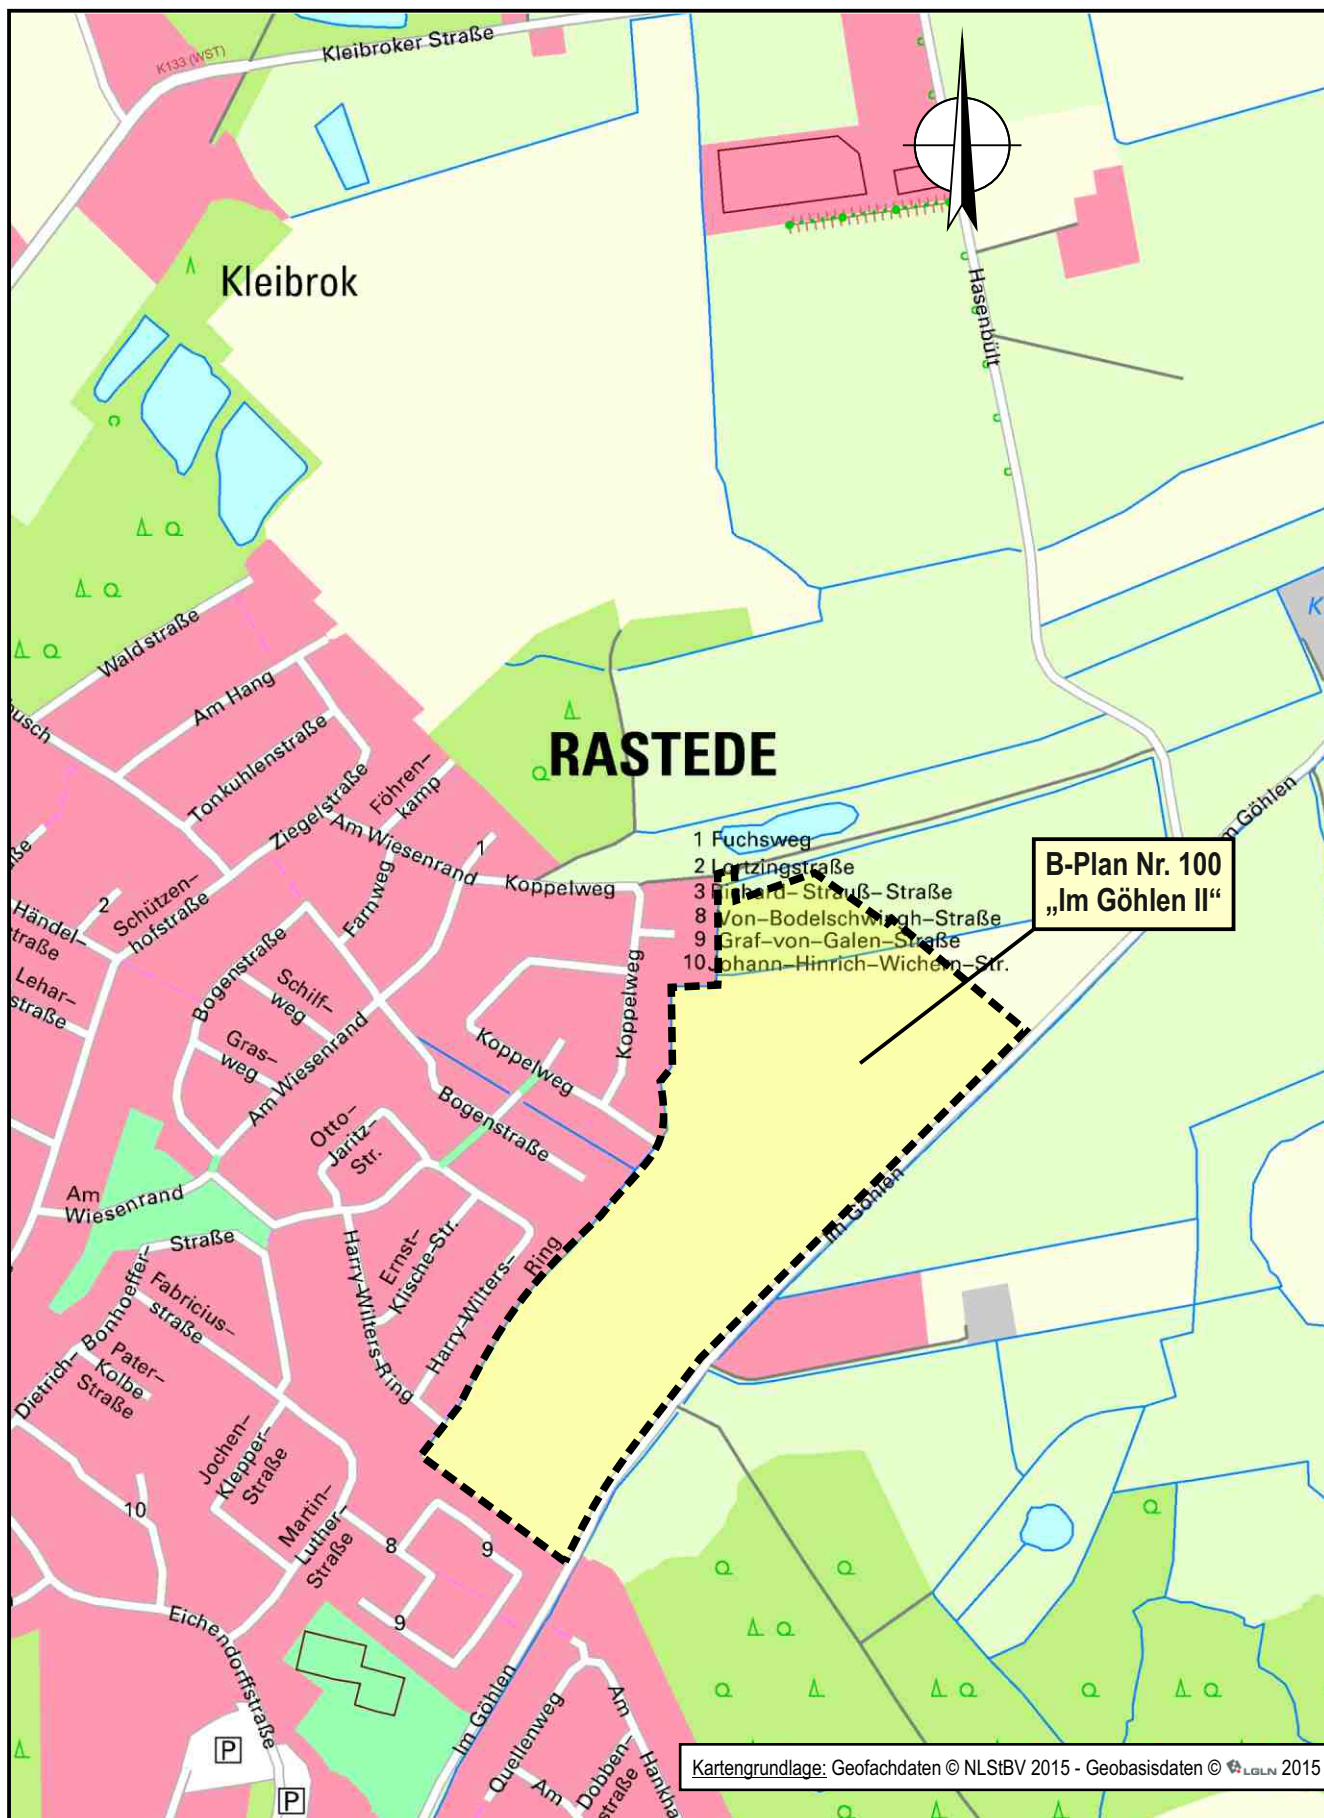 Kleibroker Straße
K133 (WST)
Kleibrok
Hasenbült
Waldstraße
Am Hang
Tonkuhlenstraße
Ziegelstraße
Föhren–
kamp
RASTEDE
Am Wiesenrand
1
Koppelweg
1 Fuchsweg
2 Lortzingstraße
3 Richard–Strauß–Straße
8 Von–Bodelschwingh–Straße
9 Graf–von–Galen–Straße
10 Johann–Hinrich–Wichern–Str.
B-Plan Nr. 100
„Im Göhlen II“
Im Göhlen
Farnweg
2
Händel–
straße
Schützen–
hofstraße
Lehar–
straße
Bogenstraße
Schilf–
weg
Gras–
weg
Am Wiesenrand
Koppelweg
Koppelweg
Bogenstraße
Otto–
Jaritz–
Str.
Am
Wiesenrand
Im Göhlen
Ernst–
Klische–Str.
Harry–Wilters–
Ring
Harry–Wilters–Ring
Dietrich–
Bonhoeffer–
Straße
Fabricius–
straße
Pater–
Kolbe
Straße
Jochen–
Klepper–
Straße
Martin–
Luther–
Straße
10
8
9
9
Eichendorffstraße
Im Göhlen
Quellenweg
Am
Dobben–
straße
Am
Hankha
P
P
K
Kartengrundlage: Geofachdaten © NLStBV 2015 - Geobasisdaten © LGLN 2015